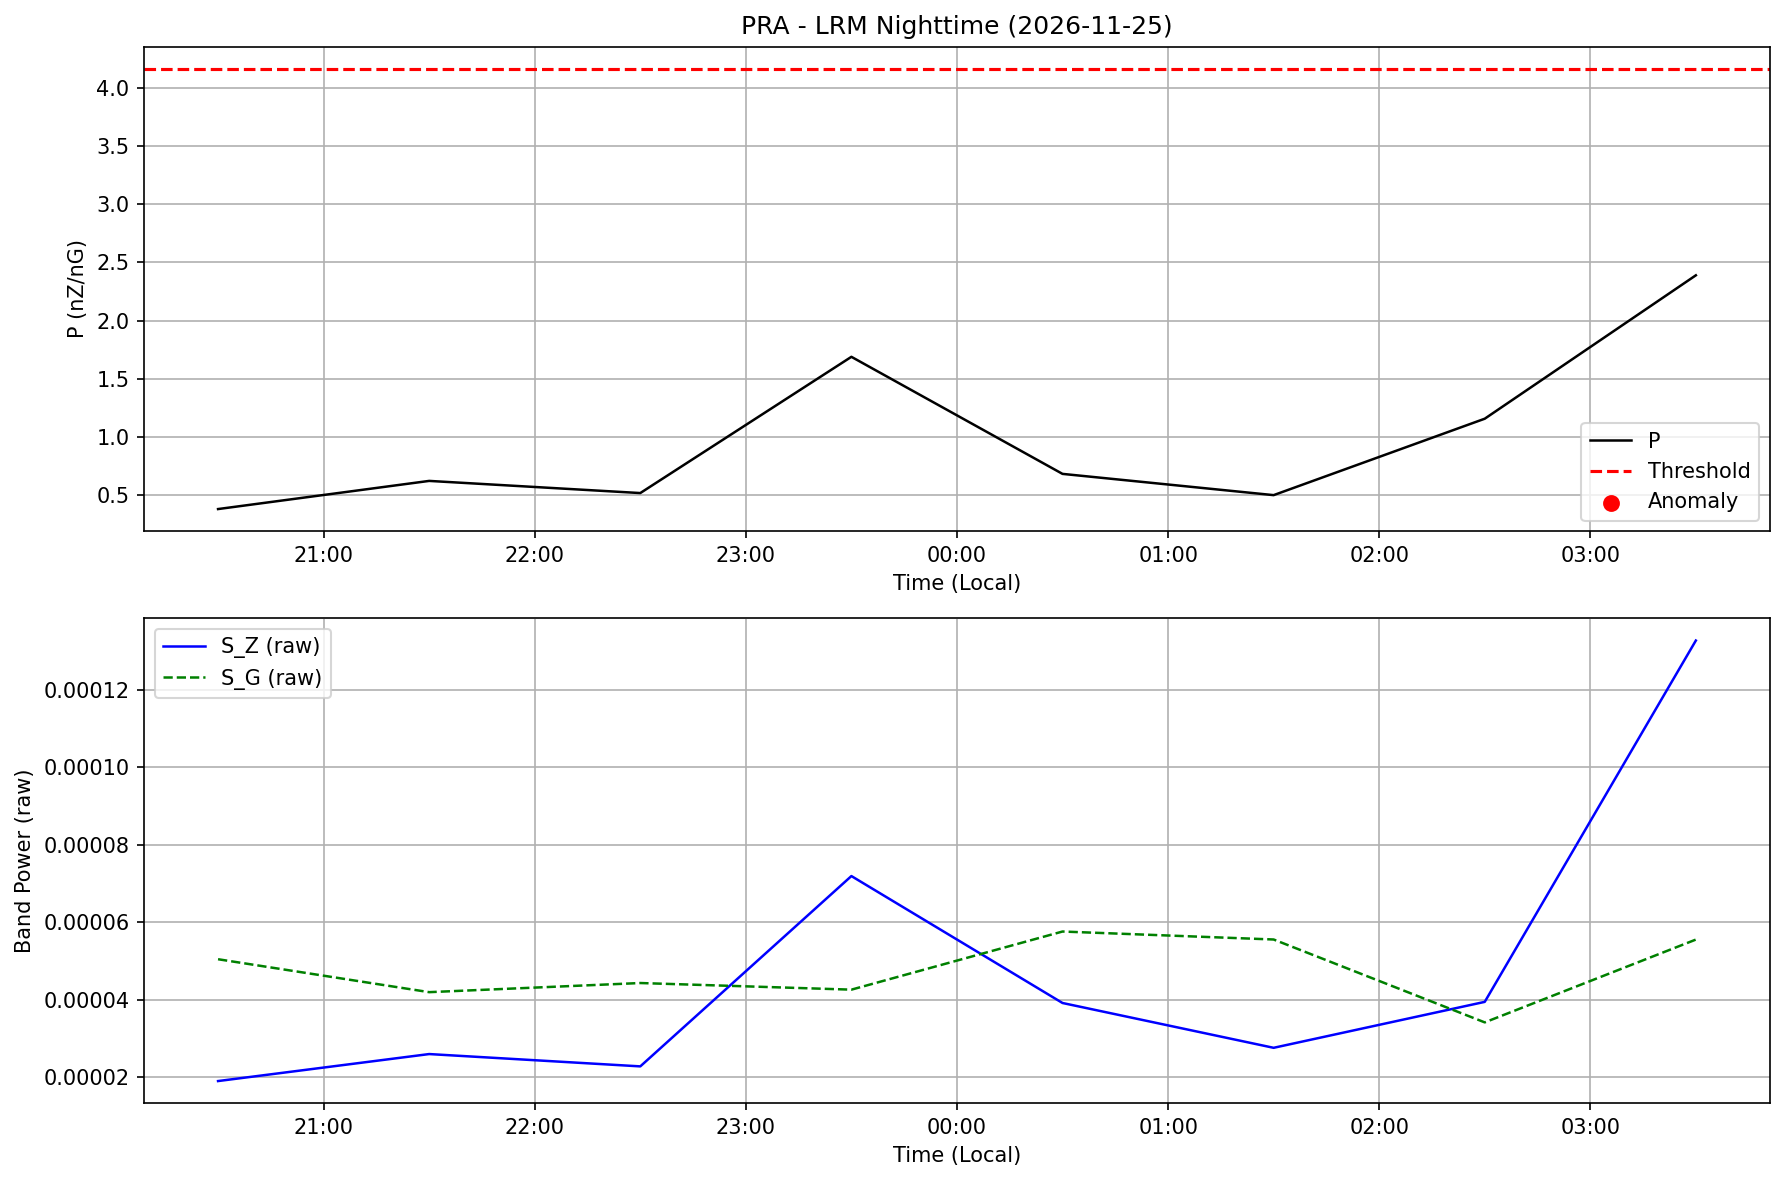 PRA - LRM Nighttime (2026-11-25)
P (nZ/nG)
4.0
3.5
3.0
2.5
2.0
1.5
1.0
0.5
P
Threshold
Anomaly
21:00 22:00 23:00 00:00 01:00 02:00 03:00
Time (Local)
Band Power (raw)
S_Z (raw)
S_G (raw)
0.00012
0.00010
0.00008
0.00006
0.00004
0.00002
21:00 22:00 23:00 00:00 01:00 02:00 03:00
Time (Local)